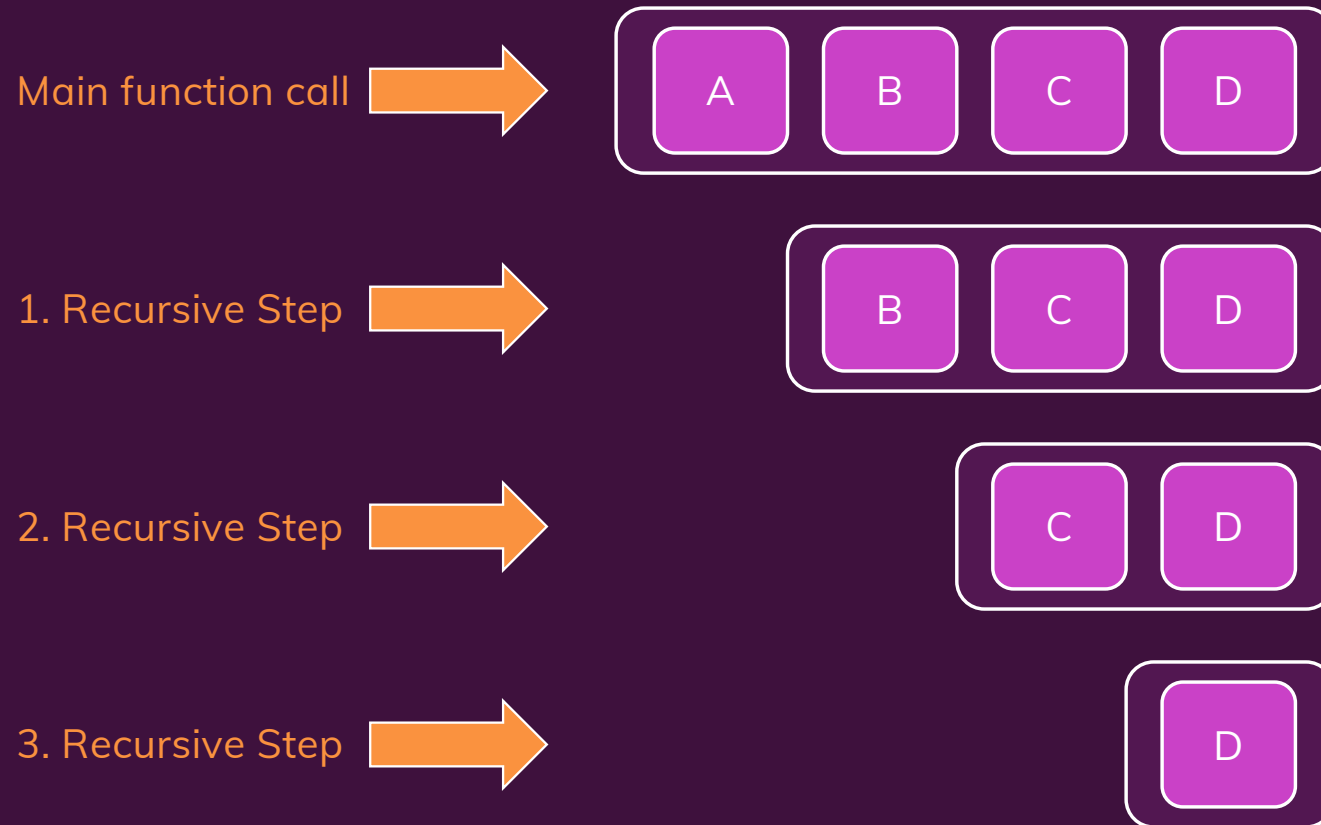 Main function call A B C D
1. Recursive Step B C D
2. Recursive Step C D
3. Recursive Step D